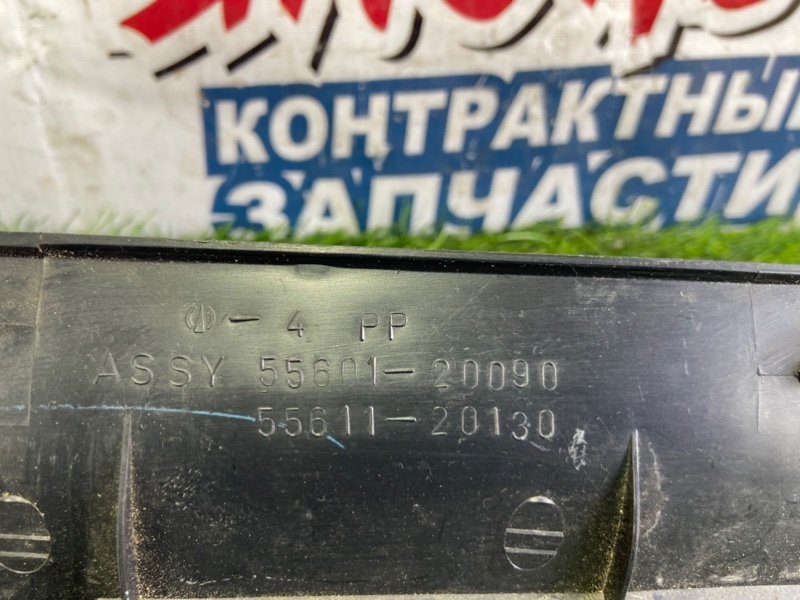 КОНТРАКТНЫ
ЗАПЧАСТИ
- 4 PP
ASSY 55601-20090
55611-20130